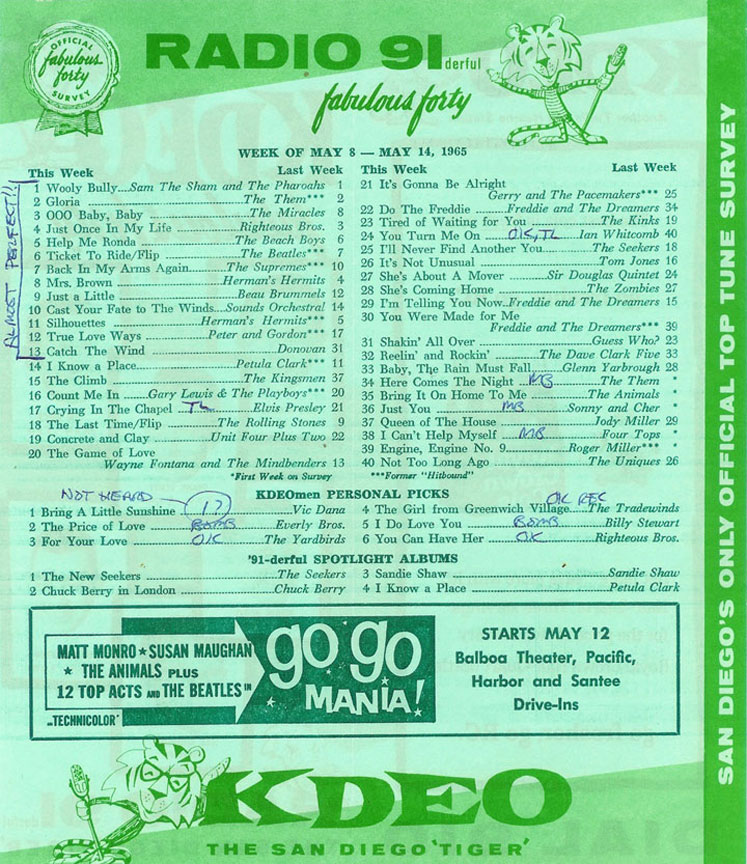 OFFICIAL
fabulous
forty
SURVEY
RADIO 91derful
fabulous forty
WEEK OF MAY 8 — MAY 14, 1965
This Week Last Week
1 Wooly Bully....Sam The Sham and The Pharoahs 1
2 Gloria ........ The Them*** 2
3 OOO Baby, Baby ........ The Miracles 8
4 Just Once In My Life ........ Righteous Bros. 3
5 Help Me Ronda ........ The Beach Boys 6
6 Ticket To Ride/Flip ........ The Beatles*** 7
7 Back In My Arms Again........ The Supremes*** 10
8 Mrs. Brown ........ Herman's Hermits 4
9 Just a Little ........ Beau Brummels 12
10 Cast Your Fate to The Winds....Sounds Orchestral 14
11 Silhouettes ........ Herman's Hermits*** 5
12 True Love Ways ........ Peter and Gordon*** 17
13 Catch The Wind ........ Donovan 31
14 I Know a Place........ Petula Clark*** 11
15 The Climb ........ The Kingsmen 37
16 Count Me In ........ Gary Lewis & The Playboys*** 20
17 Crying In The Chapel TL ........ Elvis Presley 21
18 The Last Time/Flip ........ The Rolling Stones 9
19 Concrete and Clay ........ Unit Four Plus Two 22
20 The Game of Love
Wayne Fontana and The Mindbenders 13
*First Week on Survey
ALMOST PERFECT!!
This Week Last Week
21 It's Gonna Be Alright
Gerry and The Pacemakers*** 25
22 Do The Freddie ........ Freddie and The Dreamers 34
23 Tired of Waiting for You ........ The Kinks 19
24 You Turn Me On OK, TL ........ Ian Whitcomb 40
25 I'll Never Find Another You........ The Seekers 18
26 It's Not Unusual ........ Tom Jones 16
27 She's About A Mover ........ Sir Douglas Quintet 24
28 She's Coming Home ........ The Zombies 27
29 I'm Telling You Now..Freddie and The Dreamers 15
30 You Were Made for Me
Freddie and The Dreamers*** 39
31 Shakin' All Over ........ Guess Who? 23
32 Reelin' and Rockin' ........ The Dave Clark Five 33
33 Baby, The Rain Must Fall........ Glenn Yarbrough 28
34 Here Comes The Night MB ........ The Them *
35 Bring It On Home To Me ........ The Animals *
36 Just You MB ........ Sonny and Cher *
37 Queen of The House ........ Jody Miller 29
38 I Can't Help Myself MB ........ Four Tops *
39 Engine, Engine No. 9........ Roger Miller*** *
40 Not Too Long Ago ........ The Uniques 26
***Former "Hitbound"
KDEOmen PERSONAL PICKS
NOT HEARD
1 Bring A Little Sunshine ........ Vic Dana
2 The Price of Love BOMB ........ Everly Bros.
3 For Your Love OK ........ The Yardbirds
OK REC
4 The Girl from Greenwich Village....The Tradewinds
5 I Do Love You BOMB ........ Billy Stewart
6 You Can Have Her OK ........ Righteous Bros.
'91-derful SPOTLIGHT ALBUMS
1 The New Seekers ........ The Seekers
2 Chuck Berry in London ........ Chuck Berry
3 Sandie Shaw ........ Sandie Shaw
4 I Know a Place ........ Petula Clark
MATT MONRO ★ SUSAN MAUGHAN
★ THE ANIMALS PLUS
12 TOP ACTS AND THE BEATLES IN
"TECHNICOLOR"
go go
MANIA!
STARTS MAY 12
Balboa Theater, Pacific,
Harbor and Santee
Drive-Ins
KDEO
THE SAN DIEGO 'TIGER'
SAN DIEGO'S ONLY OFFICIAL TOP TUNE SURVEY